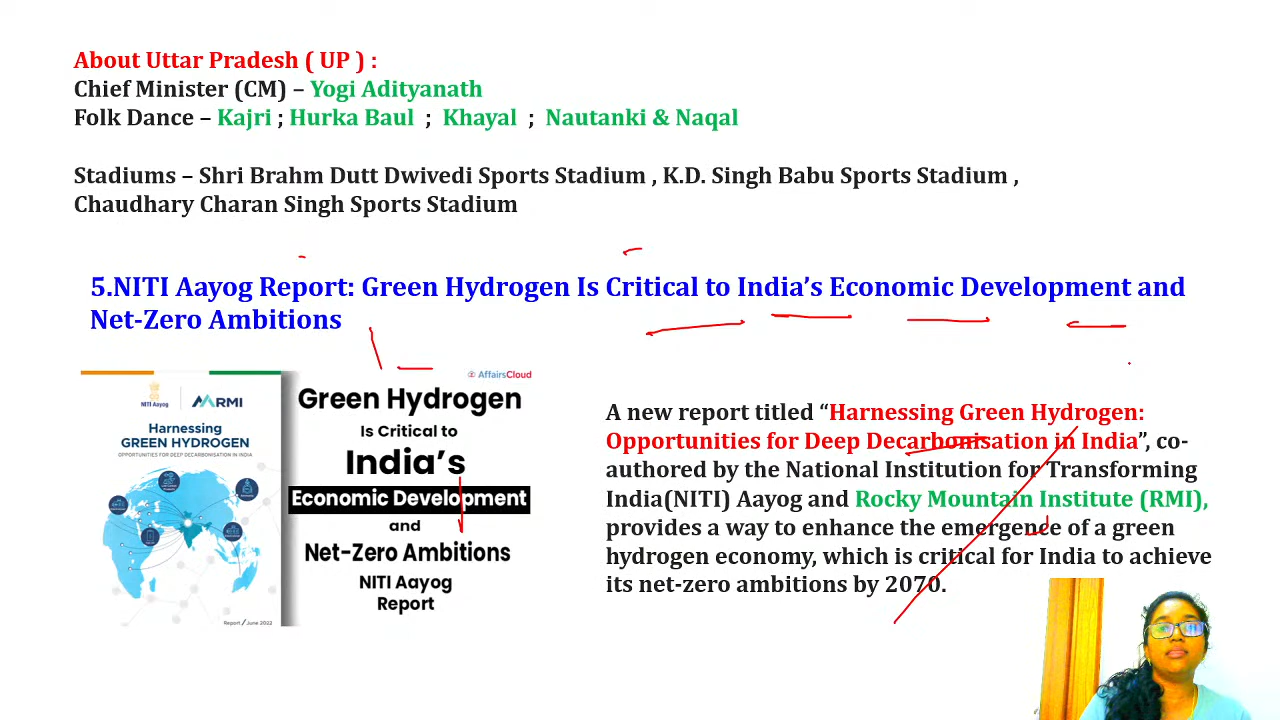 About Uttar Pradesh ( UP ) :
Chief Minister (CM) – Yogi Adityanath
Folk Dance – Kajri ; Hurka Baul ; Khayal ; Nautanki & Naqal
Stadiums – Shri Brahm Dutt Dwivedi Sports Stadium , K.D. Singh Babu Sports Stadium ,
Chaudhary Charan Singh Sports Stadium
5.NITI Aayog Report: Green Hydrogen Is Critical to India’s Economic Development and
Net-Zero Ambitions
NITI Aayog
RMI
Harnessing
GREEN HYDROGEN
OPPORTUNITIES FOR DEEP DECARBONISATION IN INDIA
Report / June 2022
AffairsCloud
Green Hydrogen
Is Critical to
India’s
Economic Development
and
Net-Zero Ambitions
NITI Aayog
Report
A new report titled “Harnessing Green Hydrogen:
Opportunities for Deep Decarbonisation in India”, co-
authored by the National Institution for Transforming
India(NITI) Aayog and Rocky Mountain Institute (RMI),
provides a way to enhance the emergence of a green
hydrogen economy, which is critical for India to achieve
its net-zero ambitions by 2070.